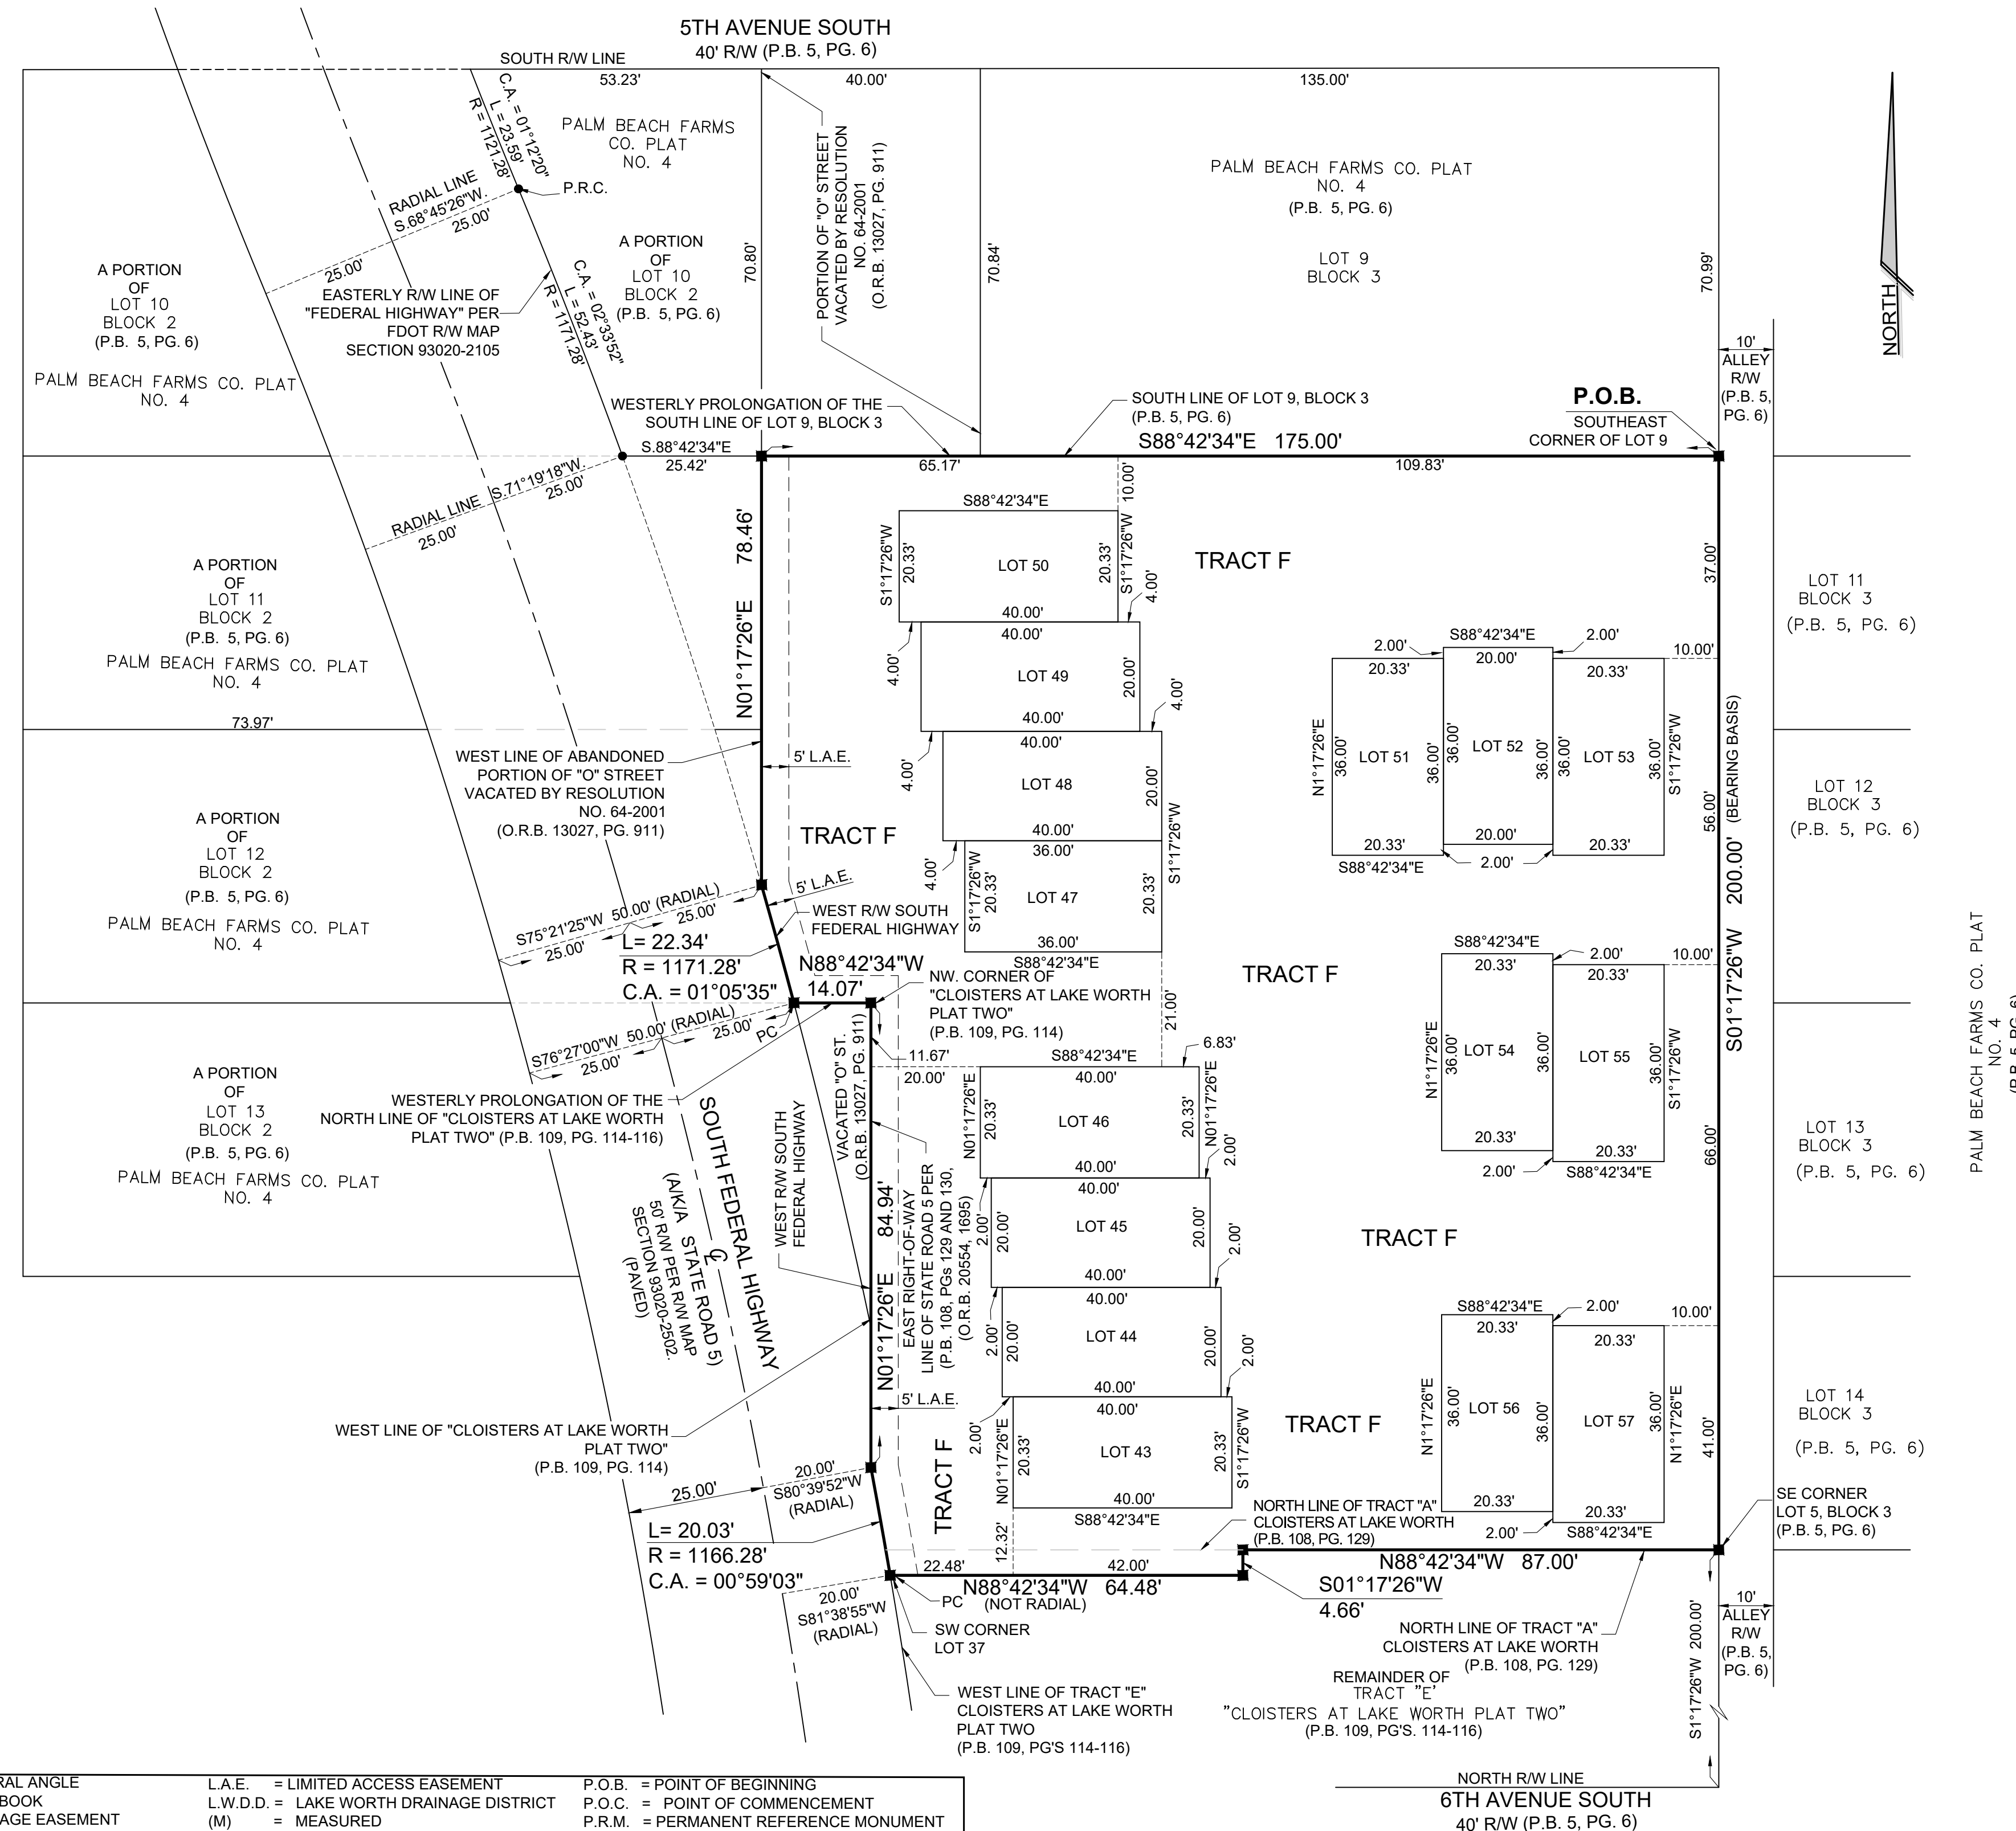 5TH AVENUE SOUTH
40' R/W (P.B. 5, PG. 6)
SOUTH R/W LINE
53.23'
40.00'
135.00'
C.A. = 01°12'20"
L = 23.59'
R = 1121.28'
PALM BEACH FARMS
CO. PLAT
NO. 4
P.R.C.
RADIAL LINE
S.68°45'26"W.
25.00'
25.00'
PORTION OF "O" STREET
VACATED BY RESOLUTION
NO. 64-2001
(O.R.B. 13027, PG. 911)
PALM BEACH FARMS CO. PLAT
NO. 4
(P.B. 5, PG. 6)
LOT 9
BLOCK 3
NORTH
A PORTION
OF
LOT 10
BLOCK 2
(P.B. 5, PG. 6)
PALM BEACH FARMS CO. PLAT
NO. 4
A PORTION
OF
LOT 10
BLOCK 2
(P.B. 5, PG. 6)
C.A. = 02°33'52"
L = 52.43'
R = 1171.28'
EASTERLY R/W LINE OF
"FEDERAL HIGHWAY" PER
FDOT R/W MAP
SECTION 93020-2105
70.80'
70.84'
70.99'
10'
ALLEY
R/W
(P.B. 5,
PG. 6)
WESTERLY PROLONGATION OF THE
SOUTH LINE OF LOT 9, BLOCK 3
SOUTH LINE OF LOT 9, BLOCK 3
(P.B. 5, PG. 6)
P.O.B.
SOUTHEAST
CORNER OF LOT 9
S88°42'34"E 175.00'
S.88°42'34"E
25.42'
65.17'
109.83'
RADIAL LINE S.71°19'18"W.
25.00'
25.00'
N01°17'26"E 78.46'
10.00'
S88°42'34"E
S1°17'26"W
20.33'
LOT 50
20.33'
S1°17'26"W
40.00'
4.00'
TRACT F
37.00'
A PORTION
OF
LOT 11
BLOCK 2
(P.B. 5, PG. 6)
PALM BEACH FARMS CO. PLAT
NO. 4
73.97'
LOT 11
BLOCK 3
(P.B. 5, PG. 6)
40.00'
4.00'
LOT 49
20.00'
40.00'
4.00'
2.00'
S88°42'34"E
2.00'
20.33'
20.00'
20.33'
10.00'
N1°17'26"E
36.00'
LOT 51
36.00'
36.00'
LOT 52
36.00'
36.00'
LOT 53
36.00'
S1°17'26"W
20.33'
20.00'
20.33'
S88°42'34"E
2.00'
56.00'
S01°17'26"W 200.00' (BEARING BASIS)
WEST LINE OF ABANDONED
PORTION OF "O" STREET
VACATED BY RESOLUTION
NO. 64-2001
(O.R.B. 13027, PG. 911)
5' L.A.E.
40.00'
4.00'
LOT 48
20.00'
40.00'
S1°17'26"W
LOT 12
BLOCK 3
(P.B. 5, PG. 6)
A PORTION
OF
LOT 12
BLOCK 2
(P.B. 5, PG. 6)
PALM BEACH FARMS CO. PLAT
NO. 4
TRACT F
4.00'
36.00'
S1°17'26"W
20.33'
LOT 47
20.33'
36.00'
S88°42'34"E
5' L.A.E.
WEST R/W SOUTH
FEDERAL HIGHWAY
S75°21'25"W 50.00' (RADIAL)
25.00'
25.00'
L= 22.34'
R = 1171.28'
C.A. = 01°05'35"
N88°42'34"W
14.07'
NW. CORNER OF
"CLOISTERS AT LAKE WORTH
PLAT TWO"
(P.B. 109, PG. 114)
21.00'
TRACT F
S88°42'34"E
2.00'
20.33'
20.33'
10.00'
N1°17'26"E
36.00'
LOT 54
36.00'
LOT 55
36.00'
S1°17'26"W
20.33'
20.33'
2.00'
S88°42'34"E
66.00'
PALM BEACH FARMS CO. PLAT
NO. 4
(P.B. 5, PG. 6)
S76°27'00"W 50.00' (RADIAL)
25.00'
25.00'
PC
A PORTION
OF
LOT 13
BLOCK 2
(P.B. 5, PG. 6)
PALM BEACH FARMS CO. PLAT
NO. 4
WESTERLY PROLONGATION OF THE
NORTH LINE OF "CLOISTERS AT LAKE WORTH
PLAT TWO" (P.B. 109, PG. 114-116)
VACATED "O" ST.
(O.R.B. 13027, PG. 911)
11.67'
20.00'
S88°42'34"E
6.83'
40.00'
N01°17'26"E
20.33'
LOT 46
20.33'
N01°17'26"E
40.00'
2.00'
LOT 13
BLOCK 3
(P.B. 5, PG. 6)
SOUTH FEDERAL HIGHWAY
(A/K/A STATE ROAD 5)
50' R/W PER R/W MAP
SECTION 93020-2502.
(PAVED)
WEST R/W SOUTH
FEDERAL HIGHWAY
N01°17'26"E 84.94'
EAST RIGHT-OF-WAY
LINE OF STATE ROAD 5 PER
(P.B. 108, PGs 129 AND 130,
(O.R.B. 20554, 1695)
40.00'
2.00'
20.00'
LOT 45
20.00'
40.00'
2.00'
TRACT F
40.00'
2.00'
20.00'
LOT 44
20.00'
40.00'
2.00'
5' L.A.E.
S88°42'34"E
2.00'
20.33'
20.33'
10.00'
N1°17'26"E
36.00'
LOT 56
36.00'
LOT 57
36.00'
N1°17'26"E
20.33'
20.33'
2.00'
S88°42'34"E
41.00'
LOT 14
BLOCK 3
(P.B. 5, PG. 6)
WEST LINE OF "CLOISTERS AT LAKE WORTH
PLAT TWO"
(P.B. 109, PG. 114)
TRACT F
2.00'
40.00'
N01°17'26"E
20.33'
LOT 43
20.33'
S1°17'26"W
40.00'
S88°42'34"E
TRACT F
25.00'
20.00'
S80°39'52"W
(RADIAL)
L= 20.03'
R = 1166.28'
C.A. = 00°59'03"
12.32'
NORTH LINE OF TRACT "A"
CLOISTERS AT LAKE WORTH
(P.B. 108, PG. 129)
SE CORNER
LOT 5, BLOCK 3
(P.B. 5, PG. 6)
22.48'
42.00'
N88°42'34"W 64.48'
(NOT RADIAL)
PC
N88°42'34"W 87.00'
S01°17'26"W
4.66'
20.00'
S81°38'55"W
(RADIAL)
SW CORNER
LOT 37
NORTH LINE OF TRACT "A"
CLOISTERS AT LAKE WORTH
(P.B. 108, PG. 129)
10'
ALLEY
R/W
(P.B. 5,
PG. 6)
S1°17'26"W 200.00'
WEST LINE OF TRACT "E"
CLOISTERS AT LAKE WORTH
PLAT TWO
(P.B. 109, PG'S 114-116)
REMAINDER OF
TRACT "E'
"CLOISTERS AT LAKE WORTH PLAT TWO"
(P.B. 109, PG'S. 114-116)
NORTH R/W LINE
6TH AVENUE SOUTH
40' R/W (P.B. 5, PG. 6)
RAL ANGLE L.A.E. = LIMITED ACCESS EASEMENT P.O.B. = POINT OF BEGINNING
BOOK L.W.D.D. = LAKE WORTH DRAINAGE DISTRICT P.O.C. = POINT OF COMMENCEMENT
AGE EASEMENT (M) = MEASURED P.R.M. = PERMANENT REFERENCE MONUMENT